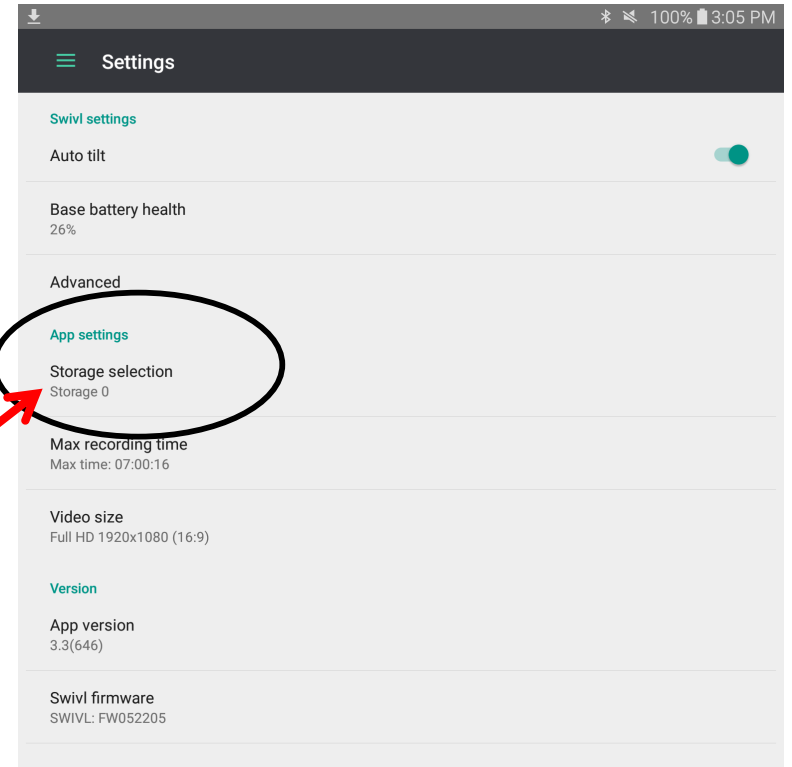 100% 3:05 PM
Settings
Swivl settings
Auto tilt
Base battery health
26%
Advanced
App settings
Storage selection
Storage 0
Max recording time
Max time: 07:00:16
Video size
Full HD 1920x1080 (16:9)
Version
App version
3.3(646)
Swivl firmware
SWIVL: FW052205